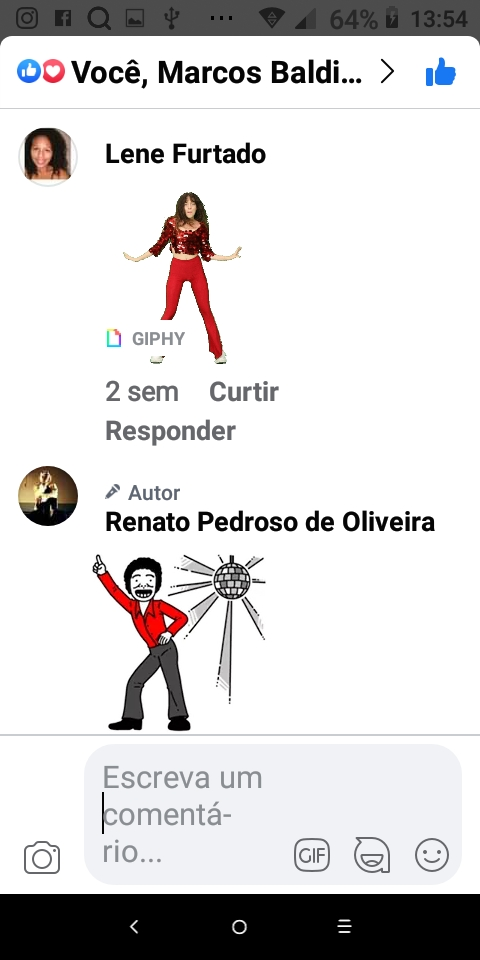 64% 13:54
Você, Marcos Baldi...
Lene Furtado
GIPHY
2 sem Curtir
Responder
Autor
Renato Pedroso de Oliveira
Escreva um
comentá-
rio...
GIF